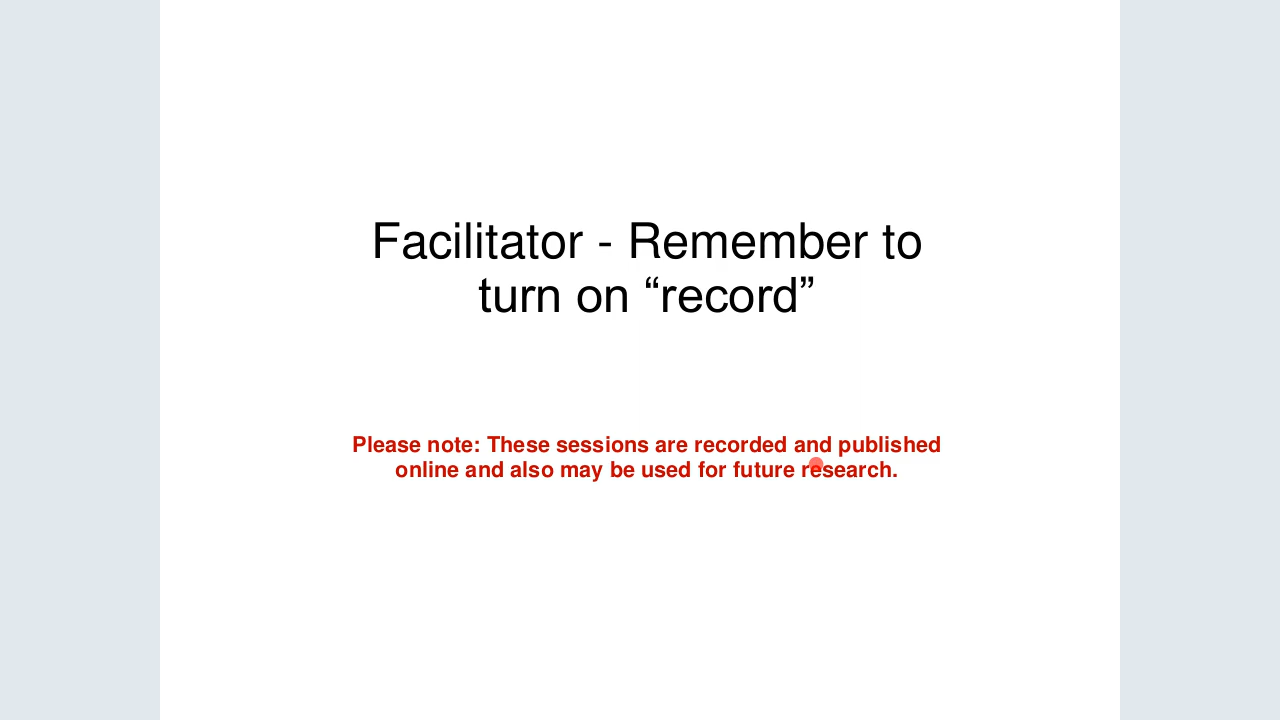 Facilitator - Remember to
turn on “record”
Please note: These sessions are recorded and published
online and also may be used for future research.